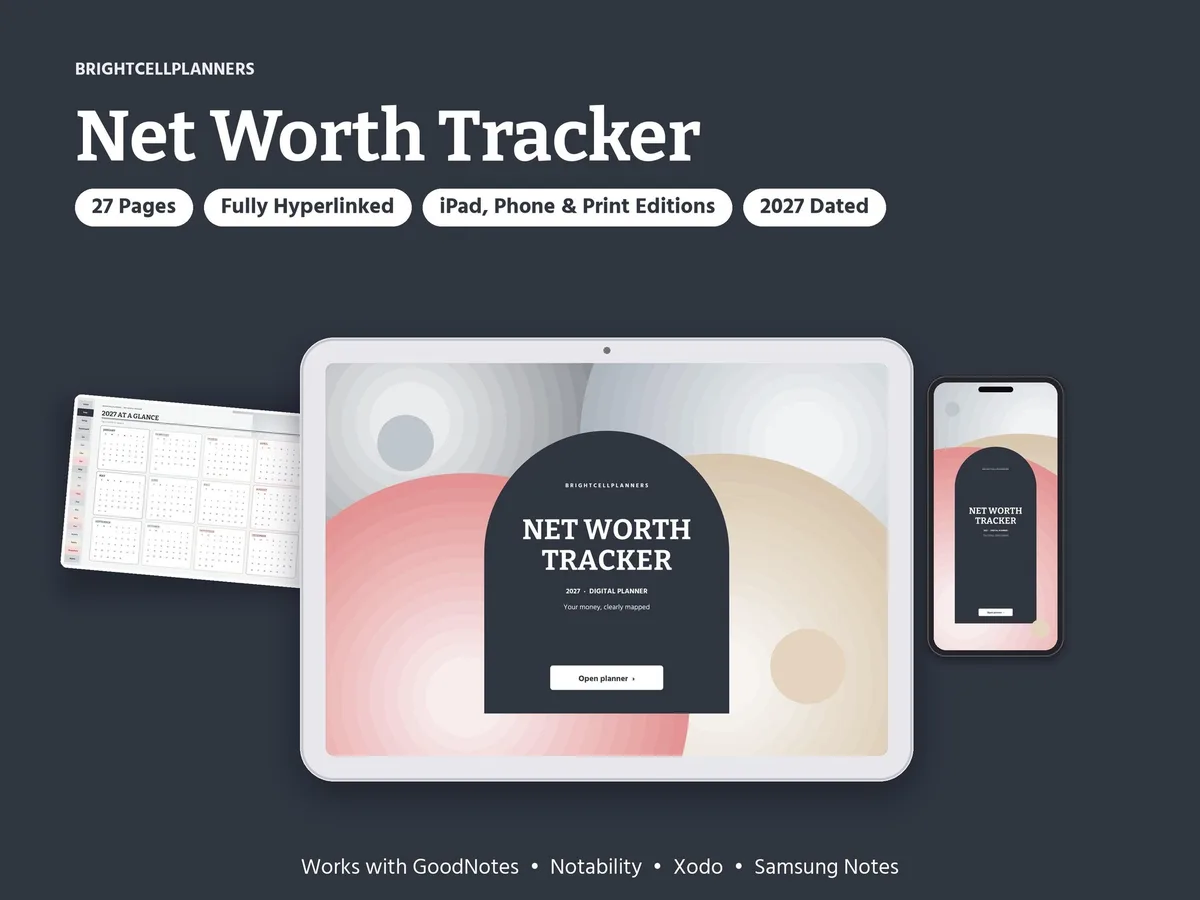 BRIGHTCELLPLANNERS
Net Worth Tracker
27 Pages
Fully Hyperlinked
iPad, Phone & Print Editions
2027 Dated
2027 AT A GLANCE
BRIGHTCELLPLANNERS
NET WORTH
TRACKER
2027 · DIGITAL PLANNER
Your money, clearly mapped
Open planner ›
NET WORTH
TRACKER
Works with GoodNotes • Notability • Xodo • Samsung Notes